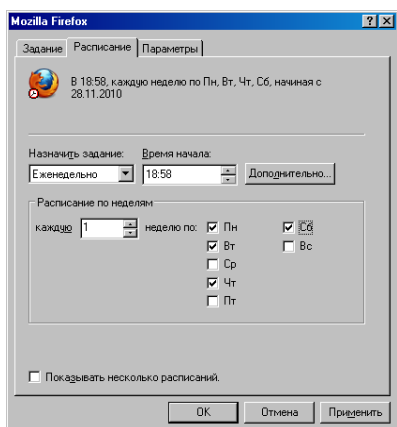 Mozilla Firefox
Задание Расписание Параметры
В 18:58, каждую неделю по Пн, Вт, Чт, Сб, начиная с
28.11.2010
Назначить задание: Время начала:
Еженедельно 18:58 Дополнительно...
Расписание по неделям
каждую 1 неделю по: Пн Сб
Вт Вс
Ср
Чт
Пт
Показывать несколько расписаний.
OK Отмена Применить